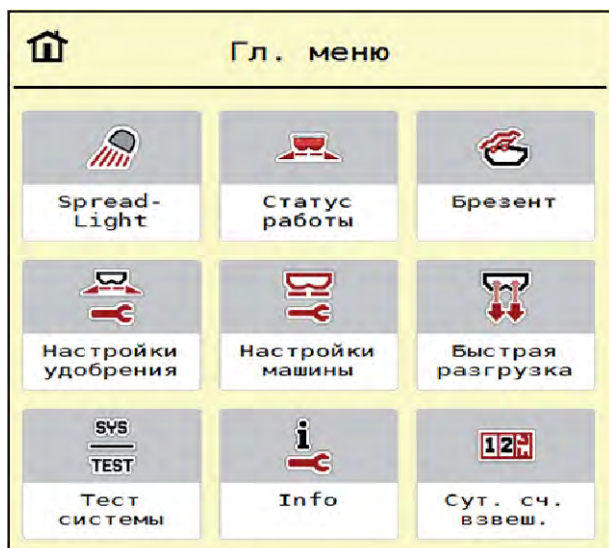 Гл. меню
Spread-
Light
Статус
работы
Брезент
Настройки
удобрения
Настройки
машины
Быстрая
разгрузка
SYS
TEST
Тест
системы
i
Info
12
Сут. сч.
взвеш.